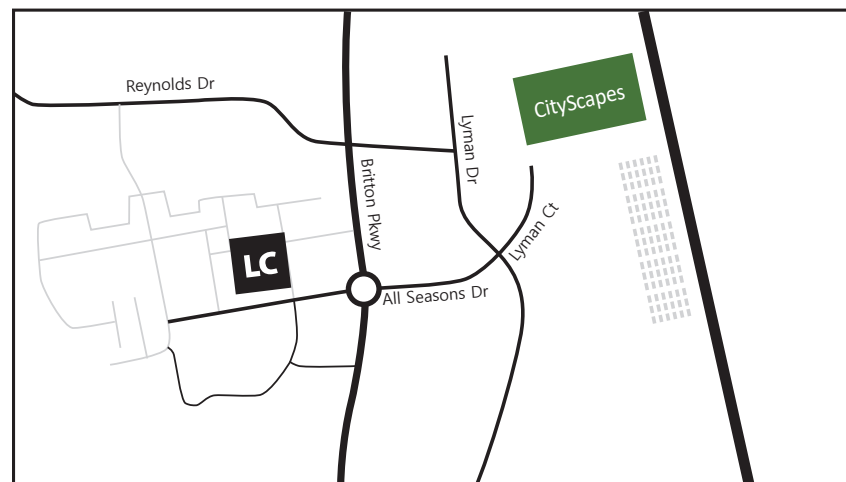 Reynolds Dr
CityScapes
Lyman Dr
Britton Pkwy
Lyman Ct
LC
All Seasons Dr